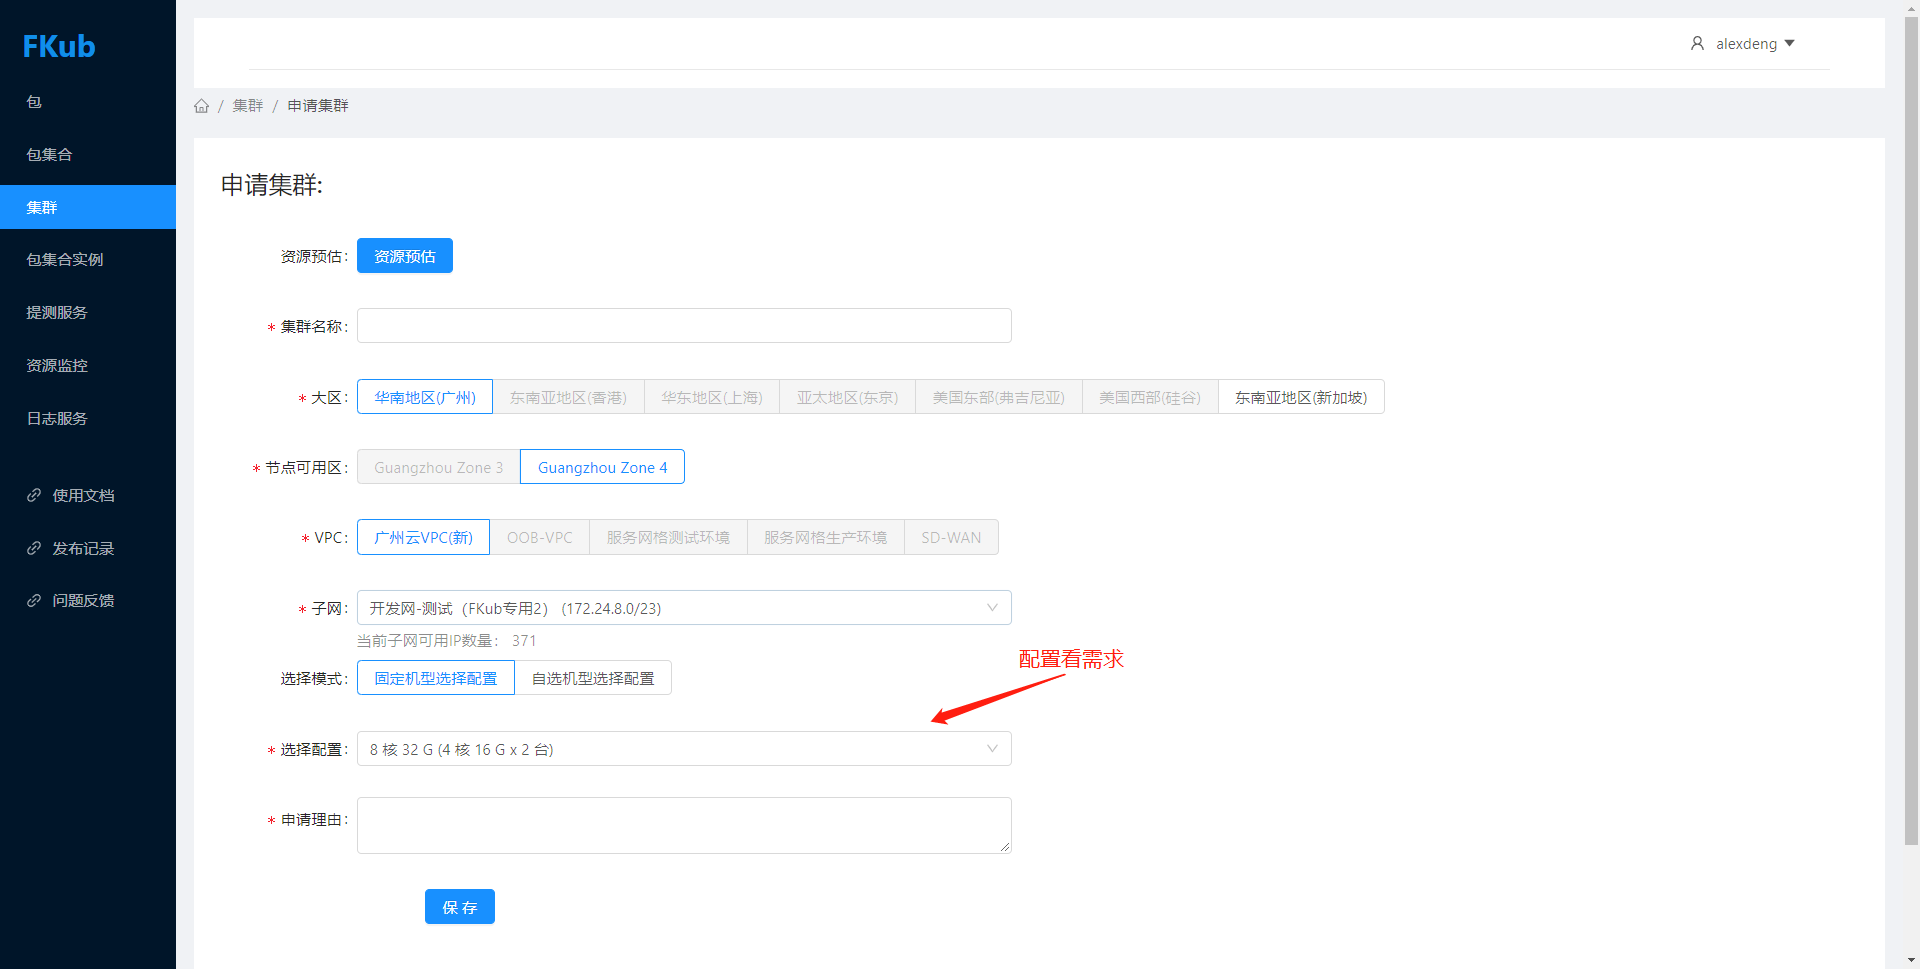 FKub
alexdeng
包
包集合
集群
包集合实例
提测服务
资源监控
日志服务
使用文档
发布记录
问题反馈
/ 集群 / 申请集群
申请集群:
资源预估: 资源预估
* 集群名称:
* 大区: 华南地区(广州) 东南亚地区(香港) 华东地区(上海) 亚太地区(东京) 美国东部(弗吉尼亚) 美国西部(硅谷) 东南亚地区(新加坡)
* 节点可用区: Guangzhou Zone 3 Guangzhou Zone 4
* VPC: 广州云VPC(新) OOB-VPC 服务网格测试环境 服务网格生产环境 SD-WAN
* 子网: 开发网-测试（FKub专用2） (172.24.8.0/23)
当前子网可用IP数量： 371
配置看需求
选择模式: 固定机型选择配置 自选机型选择配置
* 选择配置: 8 核 32 G (4 核 16 G x 2 台)
* 申请理由:
保 存